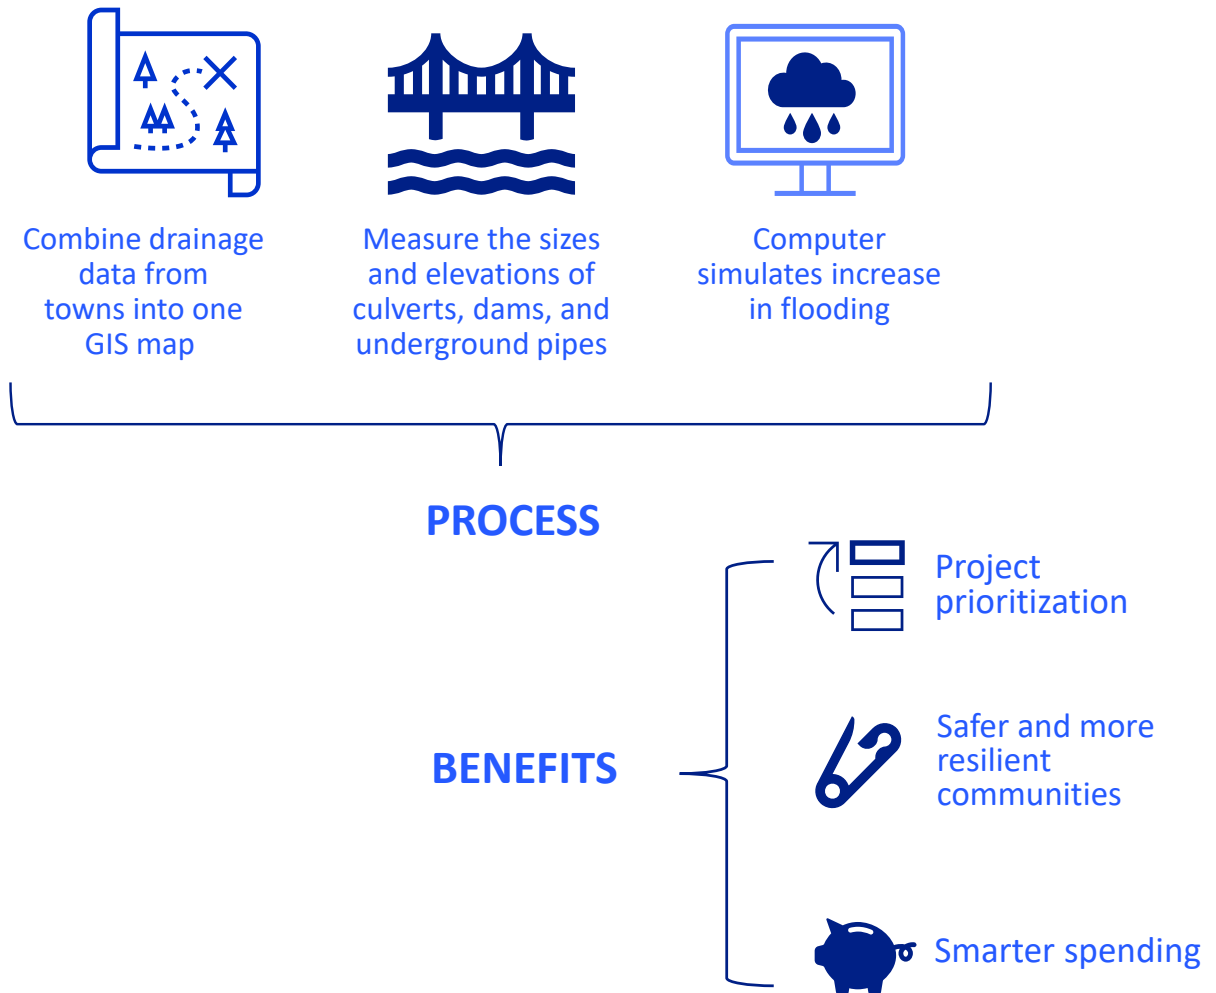 Combine drainage
data from
towns into one
GIS map
Measure the sizes
and elevations of
culverts, dams, and
underground pipes
Computer
simulates increase
in flooding
PROCESS
BENEFITS
Project
prioritization
Safer and more
resilient
communities
Smarter spending